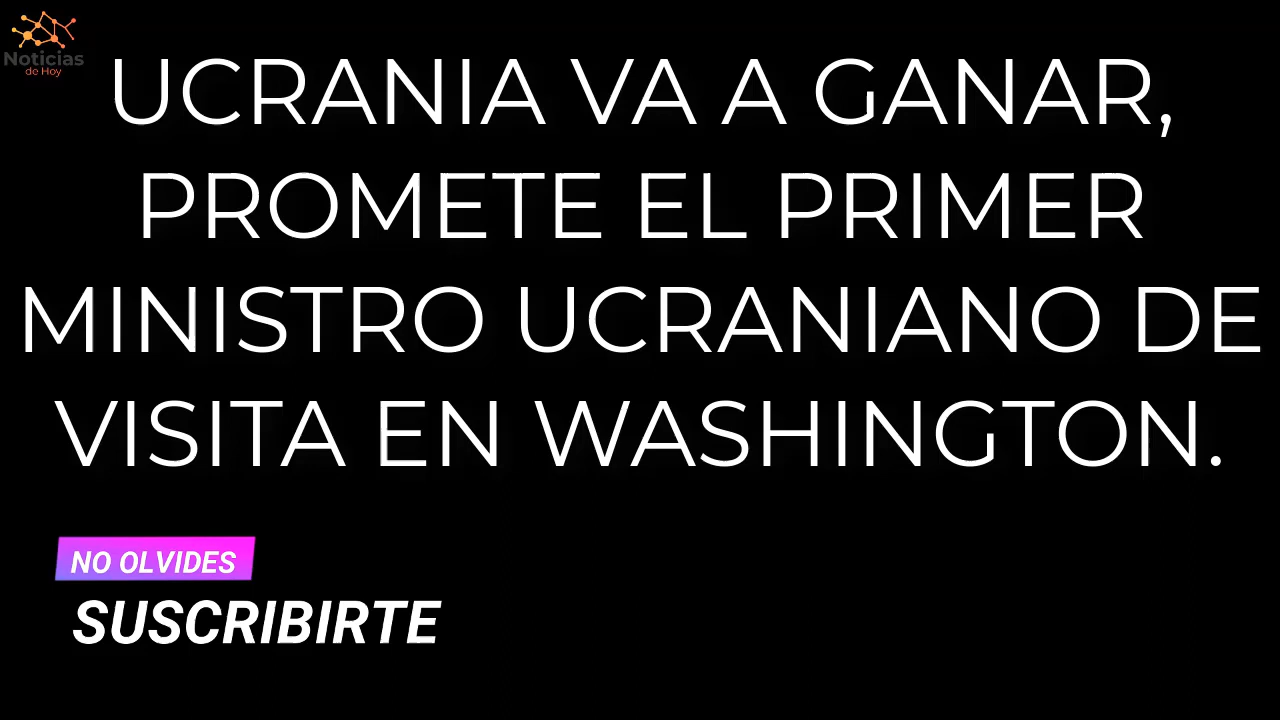 Noticias
de Hoy
UCRANIA VA A GANAR,
PROMETE EL PRIMER
MINISTRO UCRANIANO DE
VISITA EN WASHINGTON.
NO OLVIDES
SUSCRIBIRTE